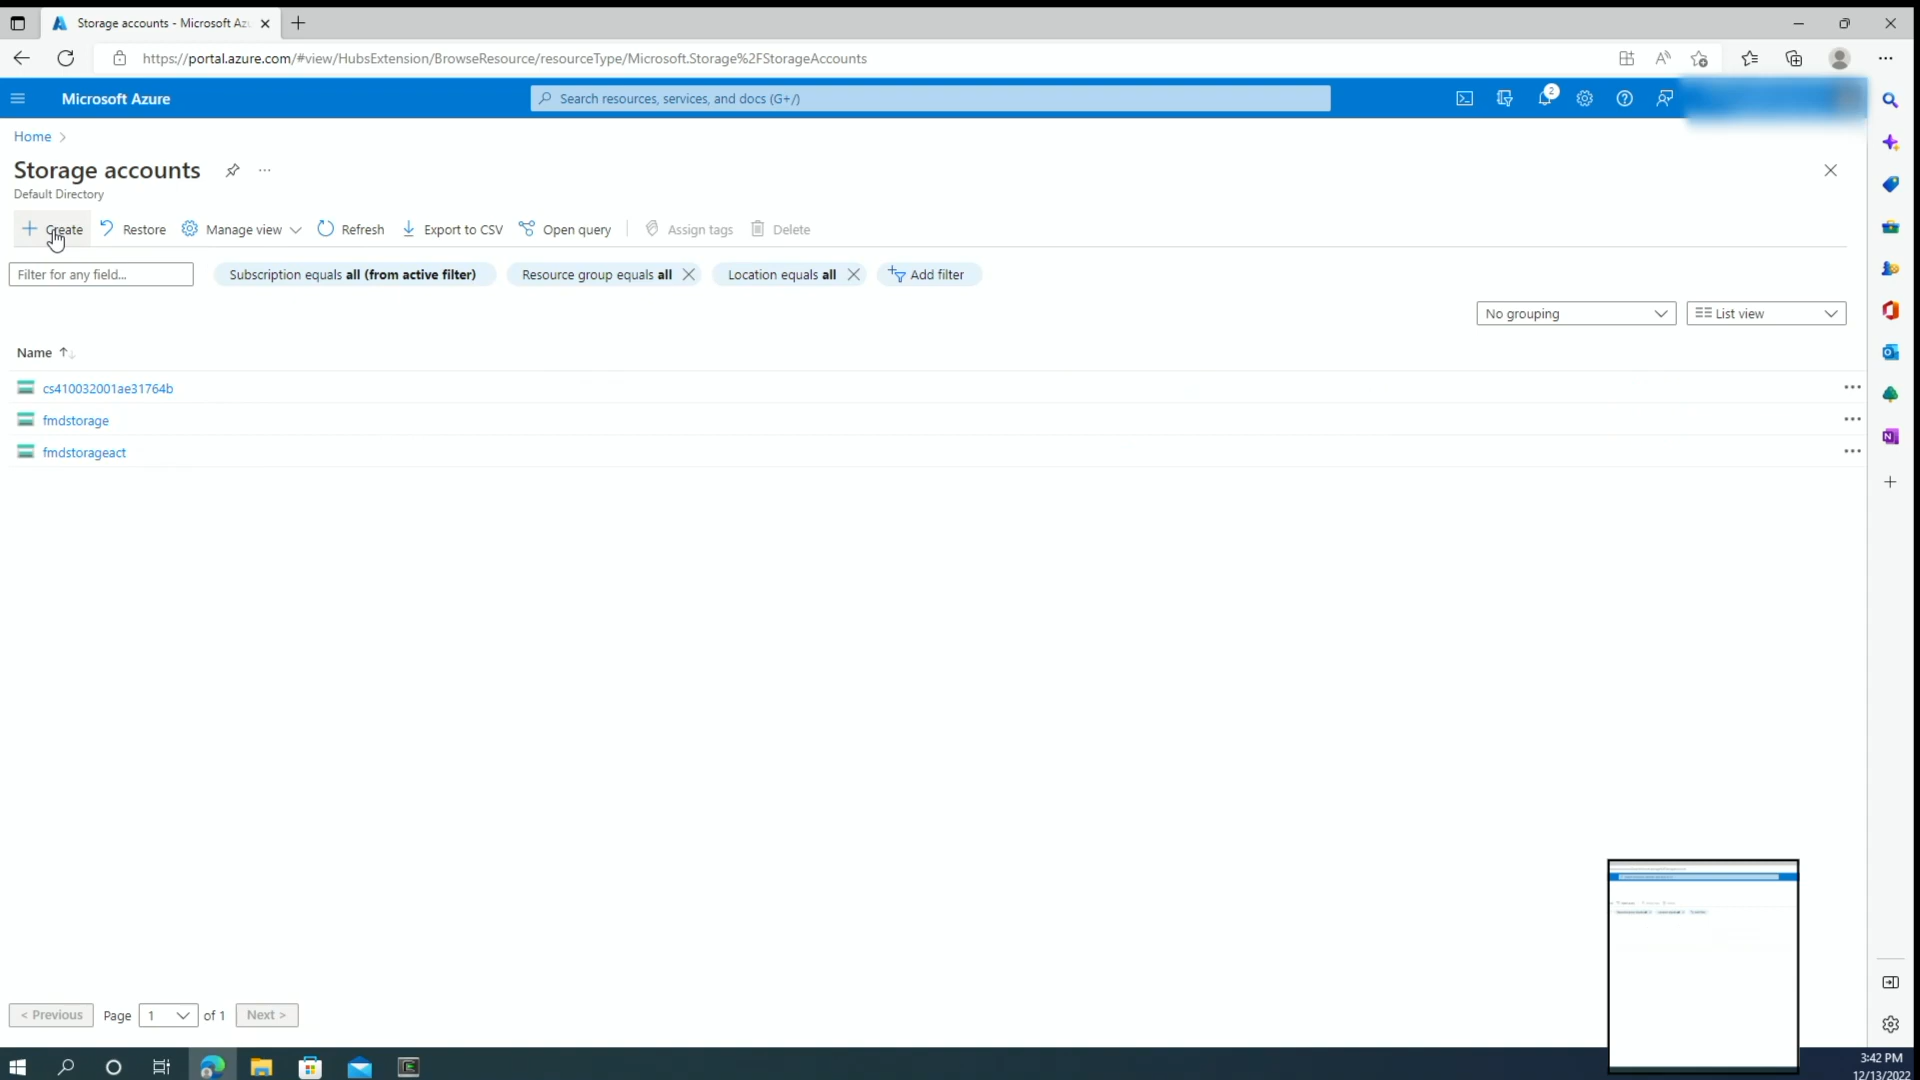 Storage accounts - Microsoft Az
https://portal.azure.com/#view/HubsExtension/BrowseResource/resourceType/Microsoft.Storage%2FStorageAccounts
Microsoft Azure
Search resources, services, and docs (G+/)
2
Home
Storage accounts
Default Directory
Create Restore Manage view Refresh Export to CSV Open query Assign tags Delete
Filter for any field... Subscription equals all (from active filter) Resource group equals all Location equals all Add filter
No grouping List view
Name
cs410032001ae31764b
fmdstorage
fmdstorageact
< Previous Page 1 of 1 Next >
3:42 PM
12/13/2022